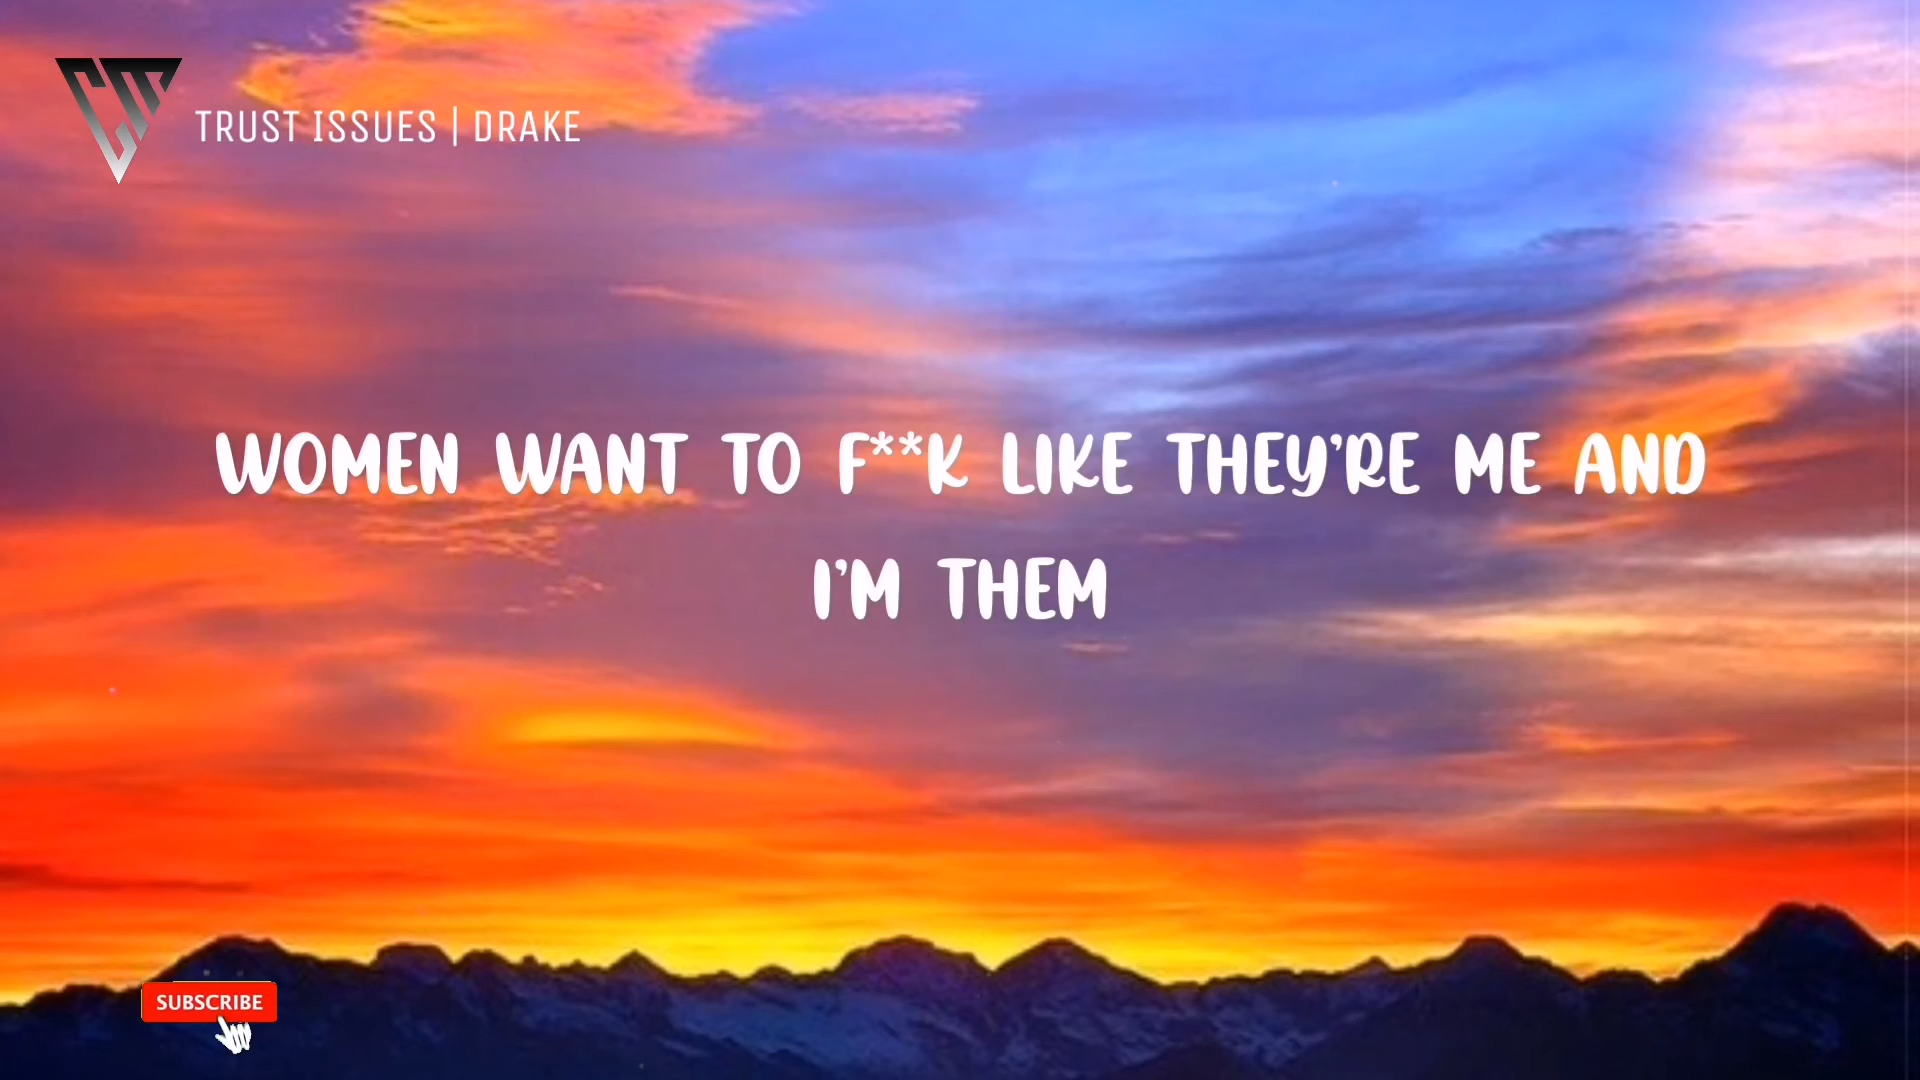 TRUST ISSUES | DRAKE
WOMEN WANT TO F**K LIKE THEY'RE ME AND
I'M THEM
SUBSCRIBE